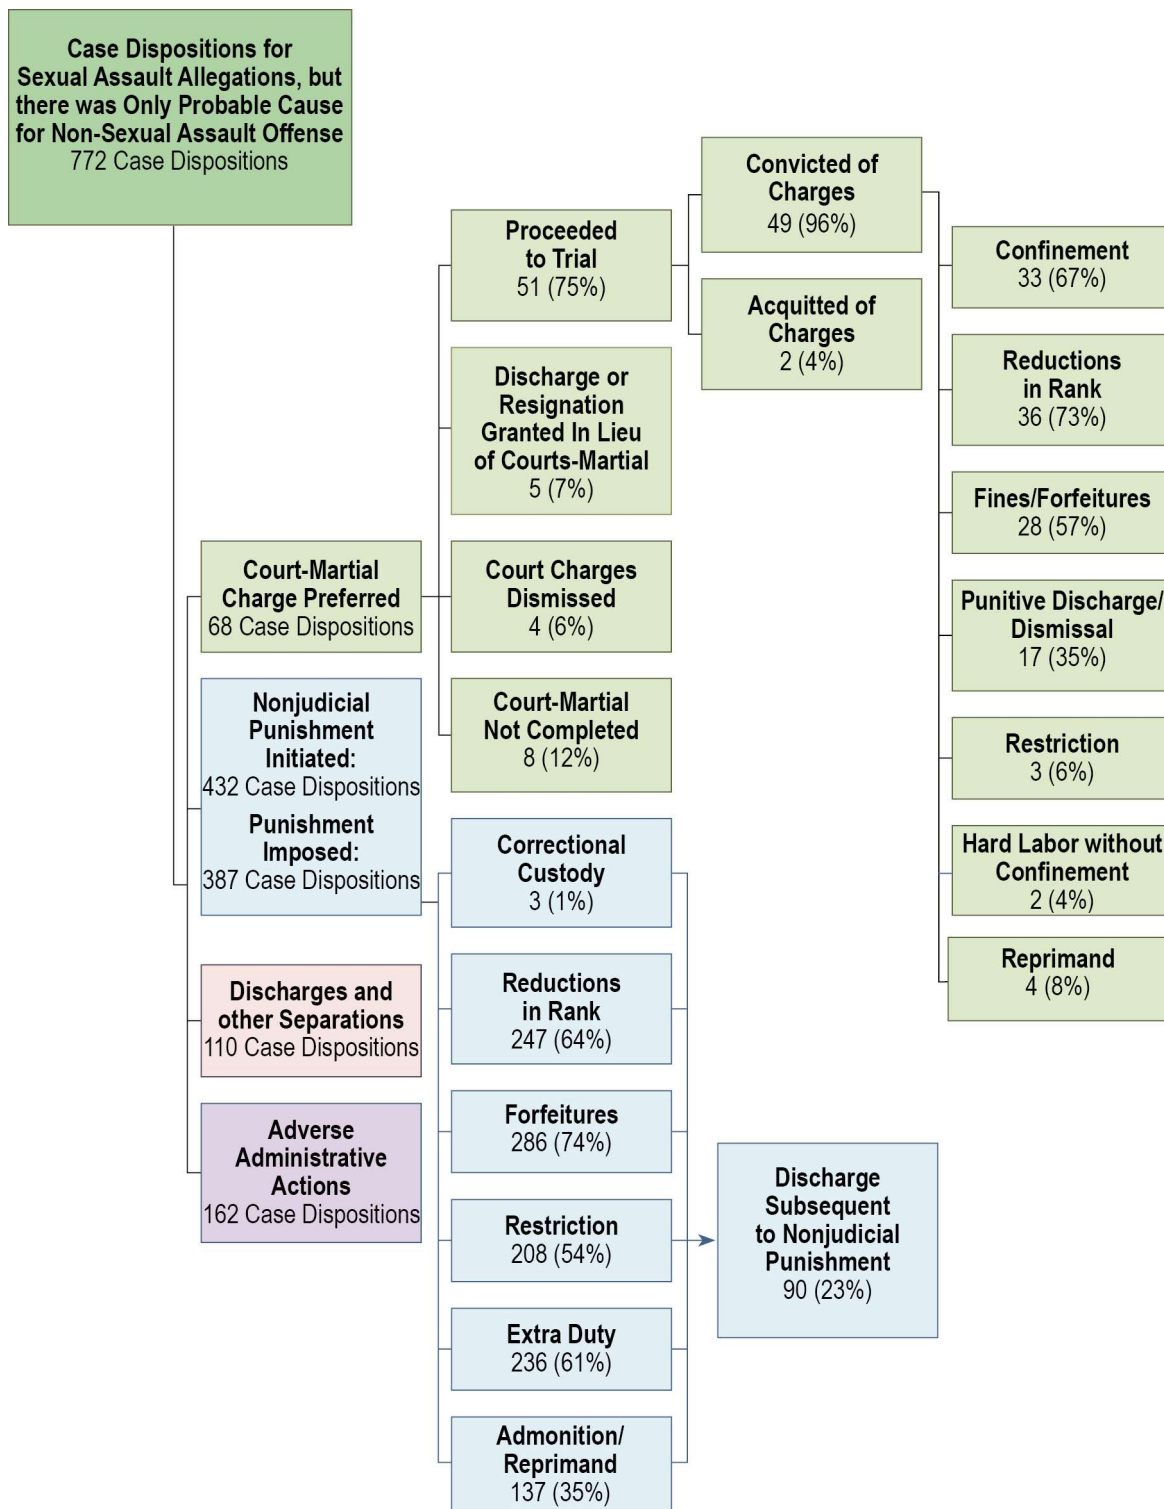 Case Dispositions for
Sexual Assault Allegations, but
there was Only Probable Cause
for Non-Sexual Assault Offense
772 Case Dispositions
Court-Martial
Charge Preferred
68 Case Dispositions
Nonjudicial
Punishment
Initiated:
432 Case Dispositions
Punishment
Imposed:
387 Case Dispositions
Discharges and
other Separations
110 Case Dispositions
Adverse
Administrative
Actions
162 Case Dispositions
Proceeded
to Trial
51 (75%)
Discharge or
Resignation
Granted In Lieu
of Courts-Martial
5 (7%)
Court Charges
Dismissed
4 (6%)
Court-Martial
Not Completed
8 (12%)
Convicted of
Charges
49 (96%)
Acquitted of
Charges
2 (4%)
Confinement
33 (67%)
Reductions
in Rank
36 (73%)
Fines/Forfeitures
28 (57%)
Punitive Discharge/
Dismissal
17 (35%)
Restriction
3 (6%)
Hard Labor without
Confinement
2 (4%)
Reprimand
4 (8%)
Correctional
Custody
3 (1%)
Reductions
in Rank
247 (64%)
Forfeitures
286 (74%)
Restriction
208 (54%)
Extra Duty
236 (61%)
Admonition/
Reprimand
137 (35%)
Discharge
Subsequent
to Nonjudicial
Punishment
90 (23%)